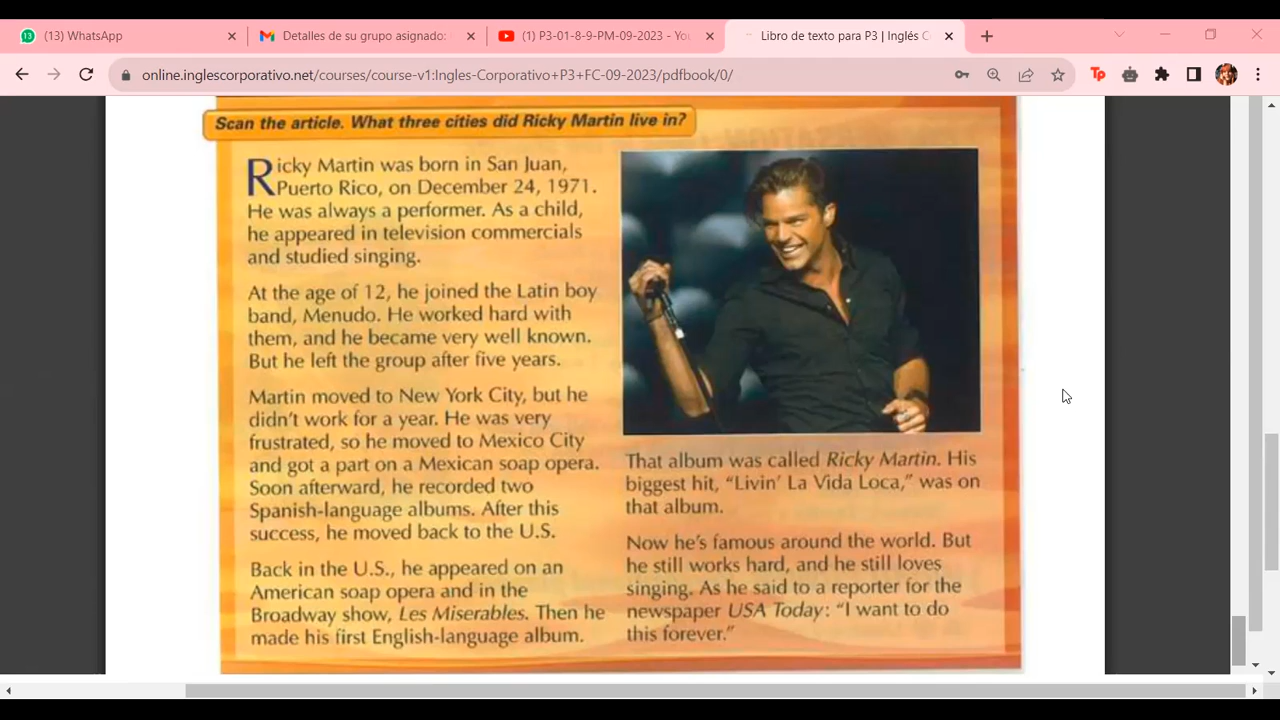 (13) WhatsApp
Detalles de su grupo asignado:
(1) P3-01-8-9-PM-09-2023 - You
Libro de texto para P3 | Inglés C
online.inglescorporativo.net/courses/course-v1:Ingles-Corporativo+P3+FC-09-2023/pdfbook/0/
Scan the article. What three cities did Ricky Martin live in?
Ricky Martin was born in San Juan,
Puerto Rico, on December 24, 1971.
He was always a performer. As a child,
he appeared in television commercials
and studied singing.
At the age of 12, he joined the Latin boy
band, Menudo. He worked hard with
them, and he became very well known.
But he left the group after five years.
Martin moved to New York City, but he
didn't work for a year. He was very
frustrated, so he moved to Mexico City
and got a part on a Mexican soap opera.
Soon afterward, he recorded two
Spanish-language albums. After this
success, he moved back to the U.S.
Back in the U.S., he appeared on an
American soap opera and in the
Broadway show, Les Miserables. Then he
made his first English-language album.
That album was called Ricky Martin. His
biggest hit, "Livin' La Vida Loca," was on
that album.
Now he's famous around the world. But
he still works hard, and he still loves
singing. As he said to a reporter for the
newspaper USA Today: "I want to do
this forever."